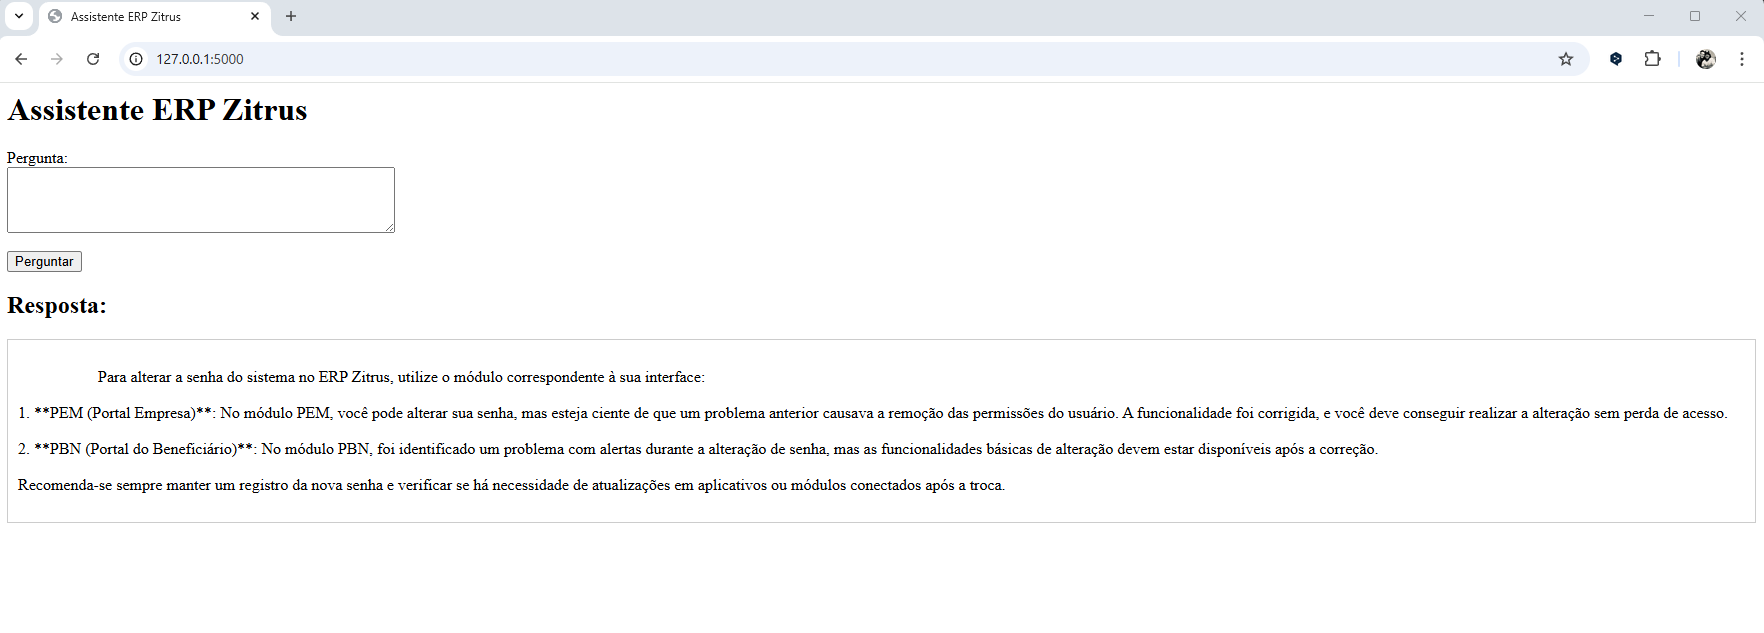 Assistente ERP Zitrus
127.0.0.1:5000
Assistente ERP Zitrus
Pergunta:
Perguntar
Resposta:
Para alterar a senha do sistema no ERP Zitrus, utilize o módulo correspondente à sua interface:
1. **PEM (Portal Empresa)**: No módulo PEM, você pode alterar sua senha, mas esteja ciente de que um problema anterior causava a remoção das permissões do usuário. A funcionalidade foi corrigida, e você deve conseguir realizar a alteração sem perda de acesso.
2. **PBN (Portal do Beneficiário)**: No módulo PBN, foi identificado um problema com alertas durante a alteração de senha, mas as funcionalidades básicas de alteração devem estar disponíveis após a correção.
Recomenda-se sempre manter um registro da nova senha e verificar se há necessidade de atualizações em aplicativos ou módulos conectados após a troca.